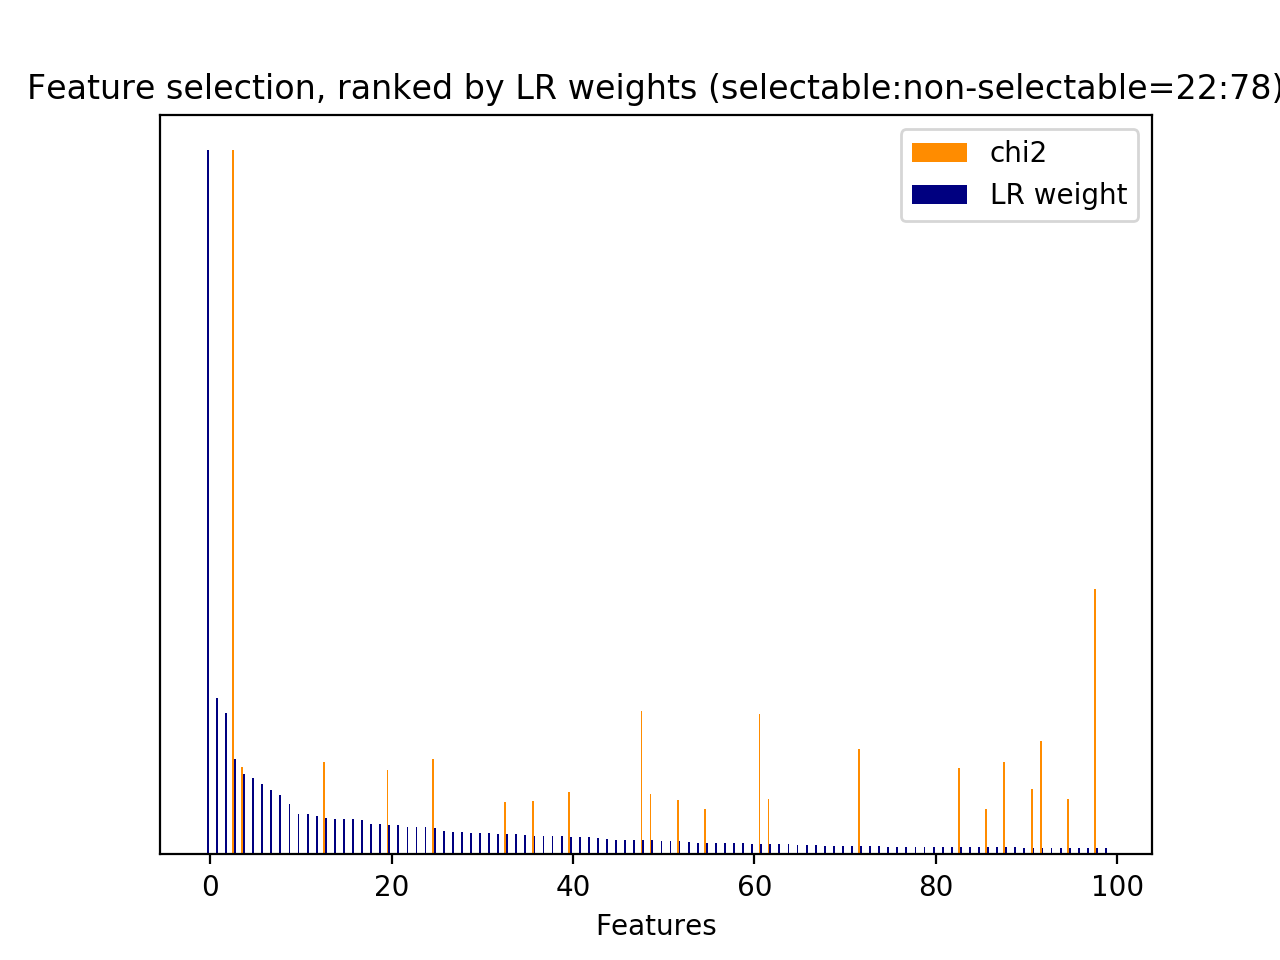 Feature selection, ranked by LR weights (selectable:non-selectable=22:78)
chi2
LR weight
0 20 40 60 80 100
Features